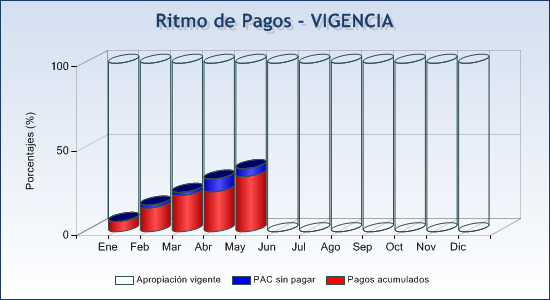 Ritmo de Pagos - VIGENCIA
100
50
0
Porcentajes (%)
Ene Feb Mar Abr May Jun Jul Ago Sep Oct Nov Dic
Apropiación vigente PAC sin pagar Pagos acumulados